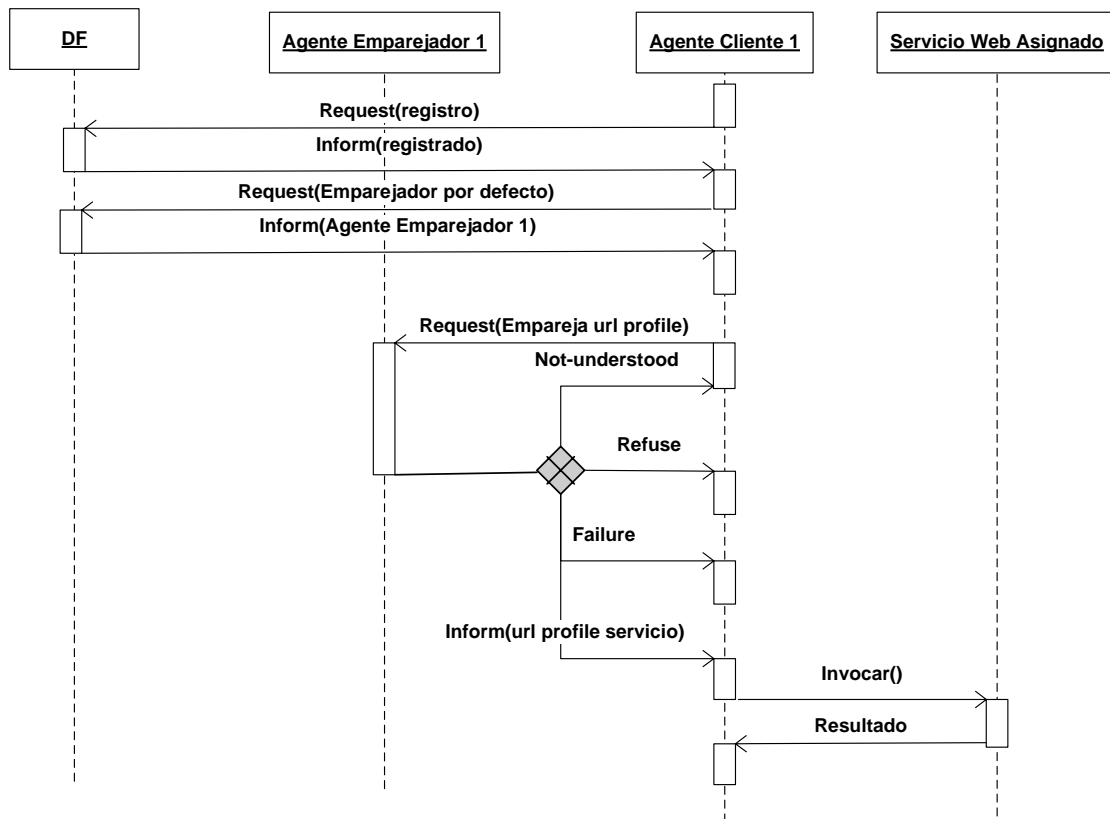 DF
Agente Emparejador 1
Agente Cliente 1
Servicio Web Asignado
Request(registro)
Inform(registrado)
Request(Emparejador por defecto)
Inform(Agente Emparejador 1)
Request(Empareja url profile)
Not-understood
Refuse
Failure
Inform(url profile servicio)
Invocar()
Resultado